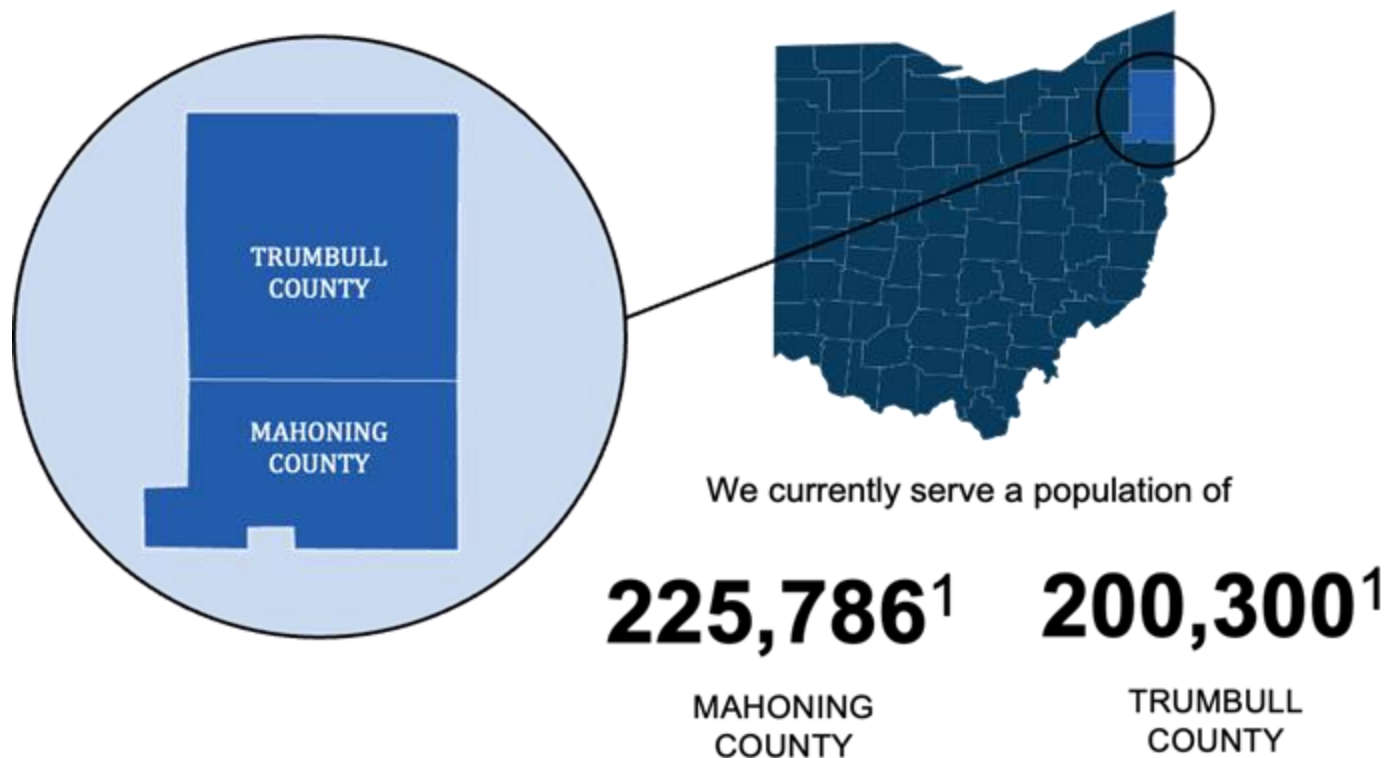 TRUMBULL
COUNTY
MAHONING
COUNTY
We currently serve a population of
225,786¹
200,300¹
MAHONING
COUNTY
TRUMBULL
COUNTY